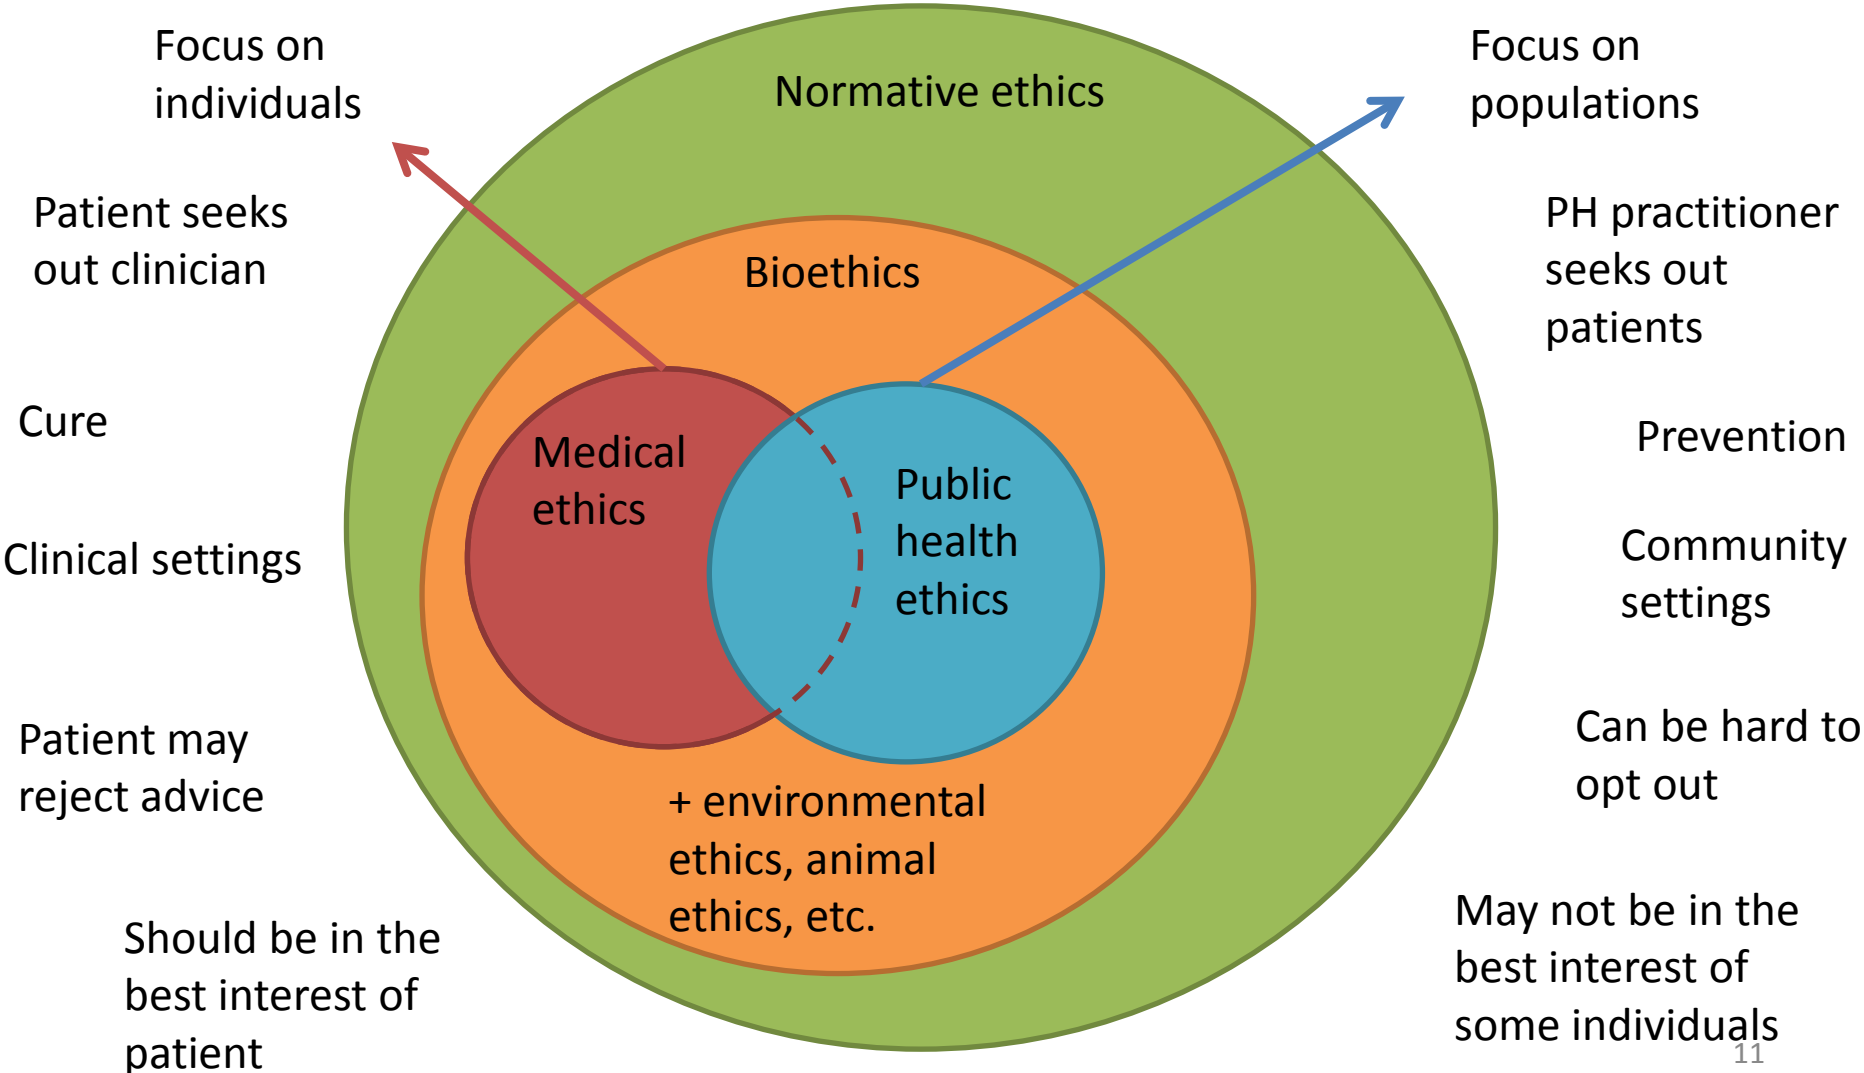 Focus on
individuals
Patient seeks
out clinician
Cure
Clinical settings
Patient may
reject advice
Should be in the
best interest of
patient
Normative ethics
Bioethics
Medical
ethics
Public
health
ethics
+ environmental
ethics, animal
ethics, etc.
Focus on
populations
PH practitioner
seeks out
patients
Prevention
Community
settings
Can be hard to
opt out
May not be in the
best interest of
some individuals
11